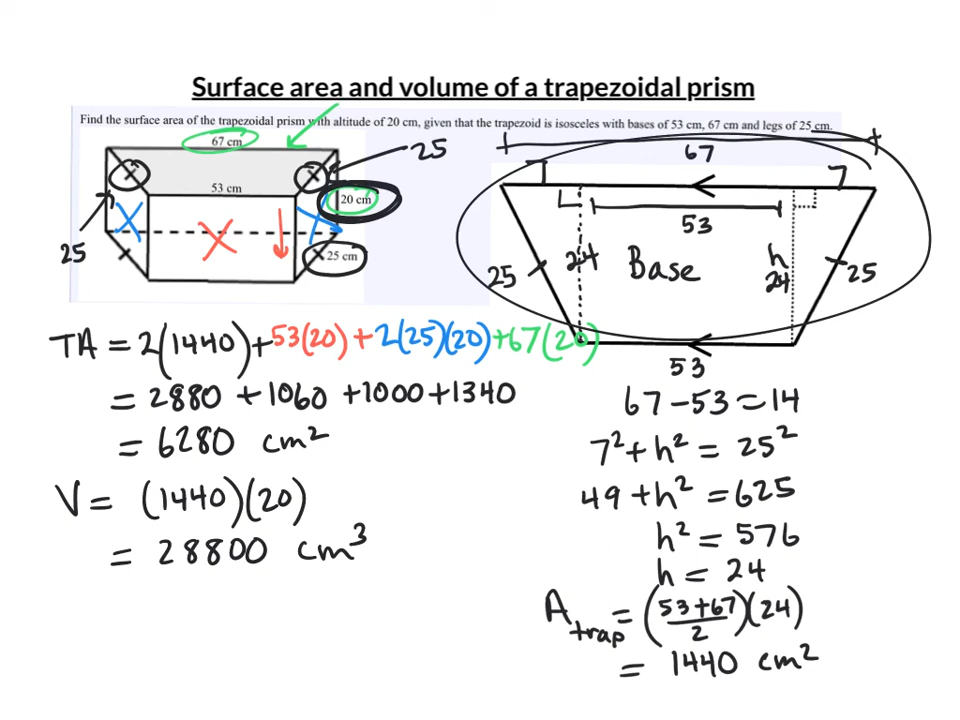 Surface area and volume of a trapezoidal prism
Find the surface area of the trapezoidal prism with altitude of 20 cm, given that the trapezoid is isosceles with bases of 53 cm, 67 cm and legs of 25 cm.
67 cm
25
53 cm
20 cm
25 cm
25
67
7
7
53
24
Base
h
24
25
25
53
TA = 2(1440)+53(20)+2(25)(20)+67(20)
= 2880 +1060 +1000 +1340
= 6280 cm²
V = (1440)(20)
= 28800 cm³
67 - 53 = 14
7² + h² = 25²
49 + h² = 625
h² = 576
h = 24
A trap = (53+67/2)(24)
= 1440 cm²